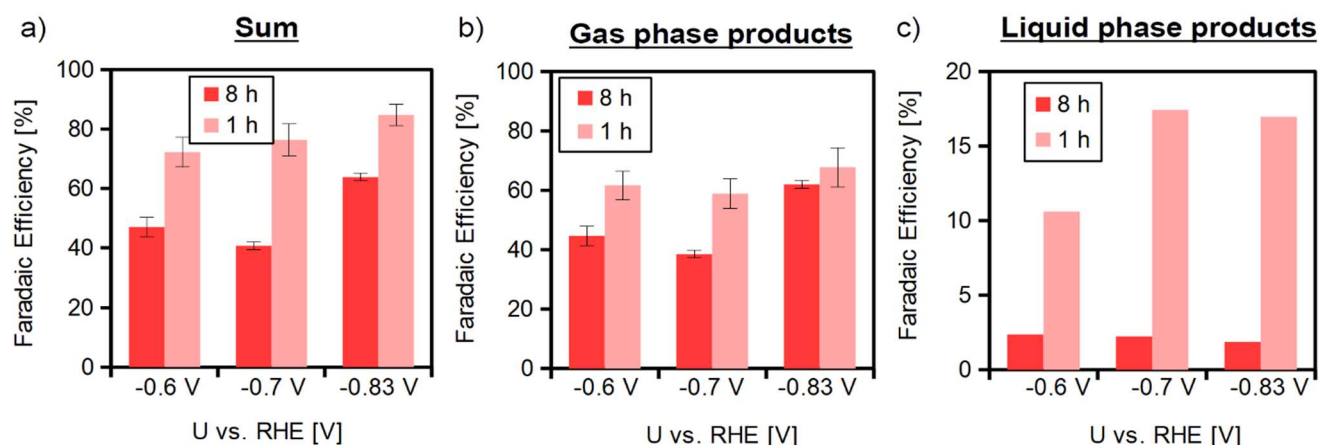 a)
Sum
Faradaic Efficiency [%]
100
80
60
40
20
0
8 h
1 h
-0.6 V
-0.7 V
-0.83 V
U vs. RHE [V]
b)
Gas phase products
Faradaic Efficiency [%]
100
80
60
40
20
0
8 h
1 h
-0.6 V
-0.7 V
-0.83 V
U vs. RHE [V]
c)
Liquid phase products
Faradaic Efficiency [%]
20
15
10
5
0
8 h
1 h
-0.6 V
-0.7 V
-0.83 V
U vs. RHE [V]